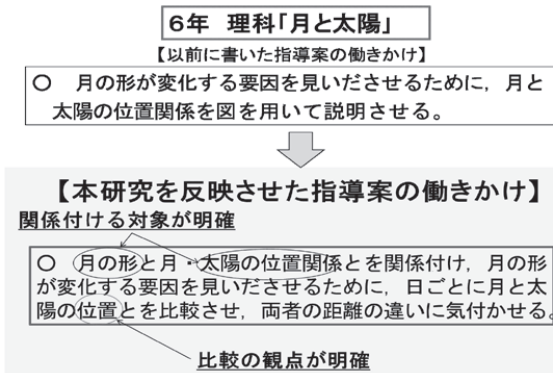 6年 理科「月と太陽」
【以前に書いた指導案の働きかけ】
○ 月の形が変化する要因を見いださせるために，月と
太陽の位置関係を図を用いて説明させる。
【本研究を反映させた指導案の働きかけ】
関係付ける対象が明確
○ 月の形と月・太陽の位置関係とを関係付け，月の形
が変化する要因を見いださせるために，日ごとに月と太
陽の位置とを比較させ，両者の距離の違いに気付かせる。
比較の観点が明確